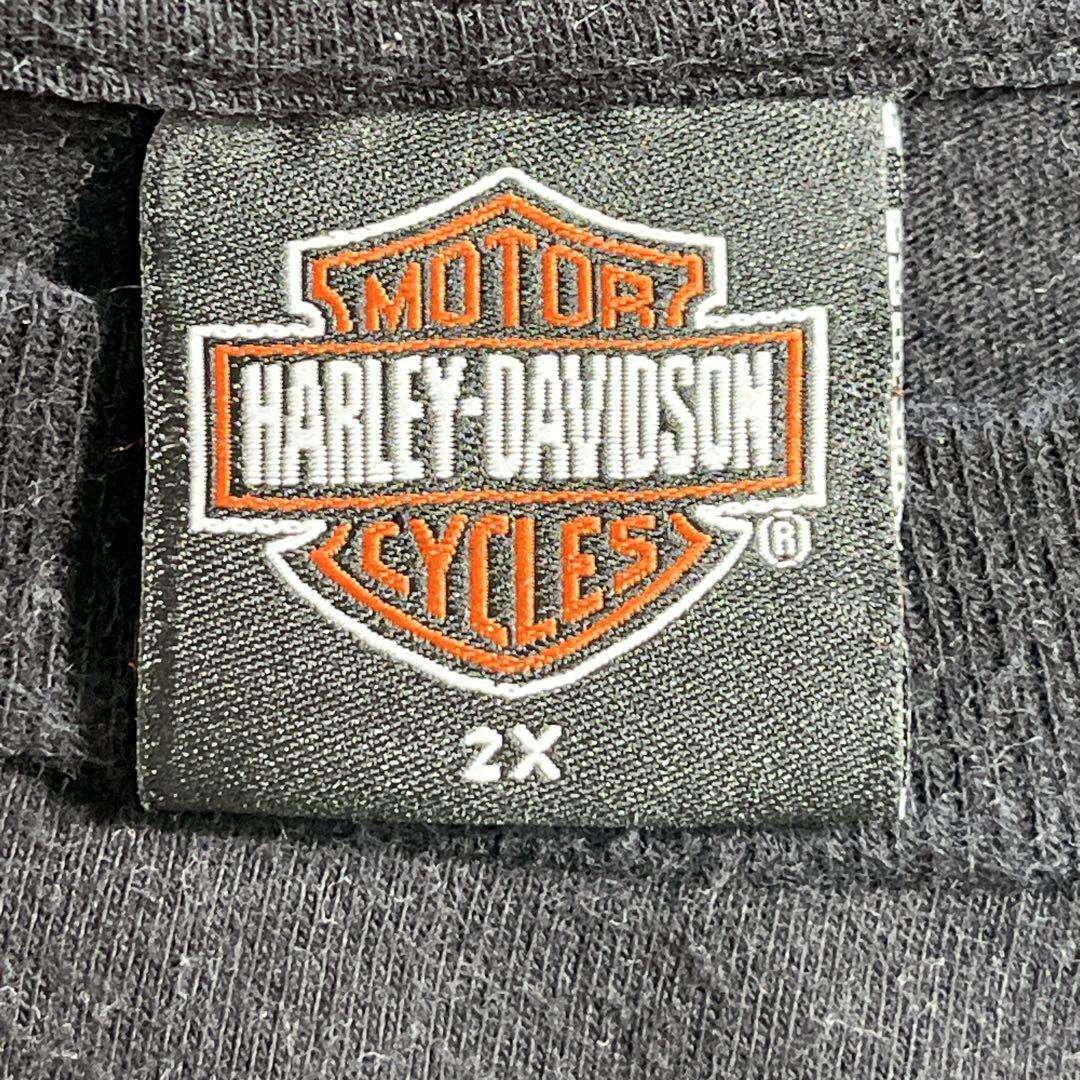 MOTOR
HARLEY-DAVIDSON
CYCLES
®
2X